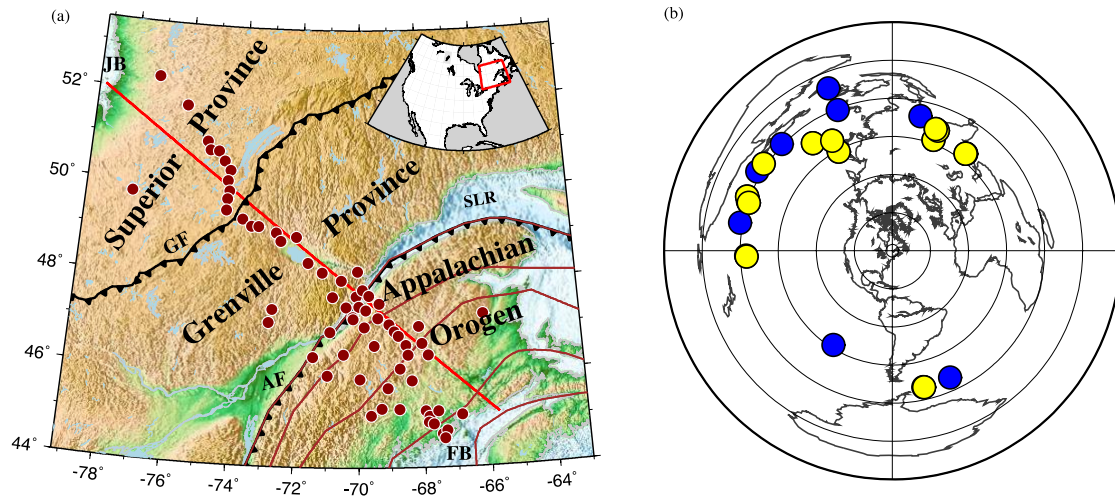 (a)
(b)
JB
52°
Province
50°
Superior
Province
SLR
48°
GF
Appalachian
Grenville
Orogen
46°
AF
FB
44°
-78°
-76°
-74°
-72°
-70°
-68°
-66°
-64°